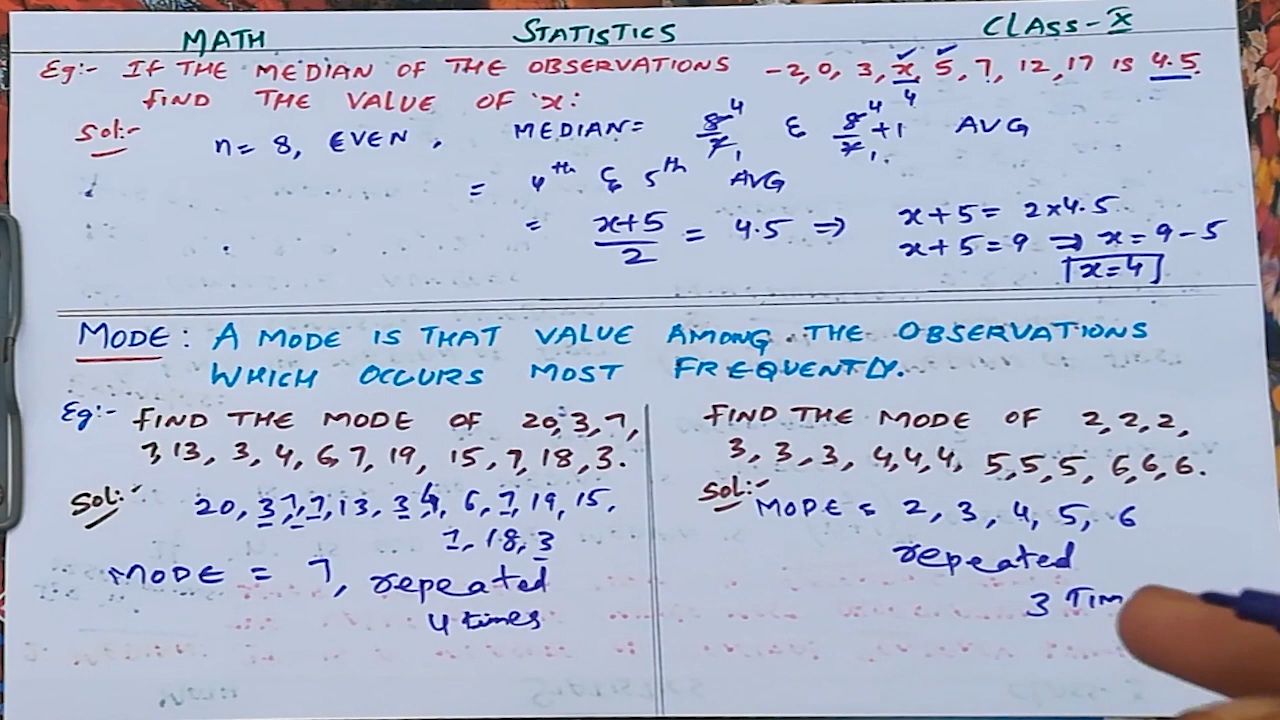 MATH STATISTICS CLASS-X
Eg:- IF THE MEDIAN OF THE OBSERVATIONS -2, 0, 3, x, 5, 7, 12, 17 IS 4.5
FIND THE VALUE OF 'x':
Sol:- n = 8, EVEN, MEDIAN = 8/2 & 8/2 +1 AVG
= 4th & 5th AVG
= x+5/2 = 4.5 ⇒ x+5 = 2×4.5
x+5 = 9 ⇒ x = 9-5
x=4
MODE: A MODE IS THAT VALUE AMONG THE OBSERVATIONS
WHICH OCCURS MOST FREQUENTLY.
Eg:- FIND THE MODE OF 20, 3, 7,
7, 13, 3, 4, 6, 7, 19, 15, 7, 18, 3.
Sol:- 20, 3, 7, 7, 13, 3, 4, 6, 7, 19, 15,
7, 18, 3
MODE = 7, repeated
4 times
FIND THE MODE OF 2, 2, 2,
3, 3, 3, 4, 4, 4, 5, 5, 5, 6, 6, 6.
Sol:- MODE = 2, 3, 4, 5, 6
repeated
3 TIM